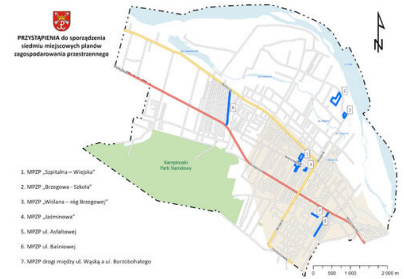 PRZYSTĄPIENIA do sporządzenia
siedmiu miejscowych planów
zagospodarowania przestrzennego
N
Kampinoski
Park Narodowy
1. MPZP „Szpitalna – Wiejska"
2. MPZP „Brzegowa - Szkoła"
3. MPZP „Wiślana – róg Brzegowej"
4. MPZP „Jaśminowa"
5. MPZP ul. Asfaltowej
6. MPZP ul. Baśniowej
7. MPZP drogi między ul. Wąską a ul. Borzobohatego
0 500 1 000 2 000 m